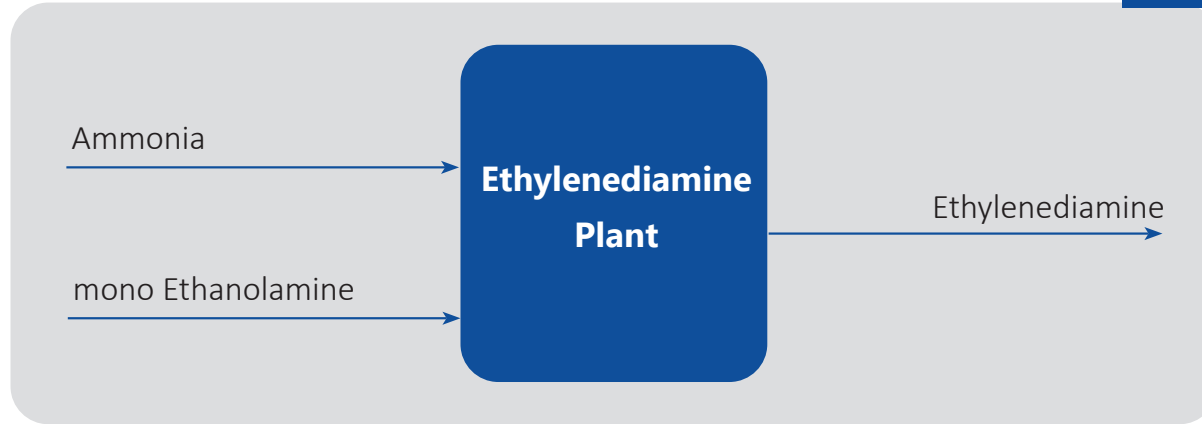 Ammonia
mono Ethanolamine
Ethylenediamine
Plant
Ethylenediamine